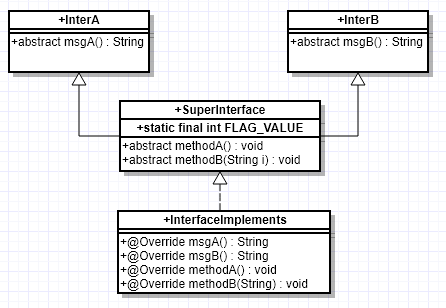 +InterA
+abstract msgA() : String
+InterB
+abstract msgB() : String
+SuperInterface
+static final int FLAG_VALUE
+abstract methodA() : void
+abstract methodB(String i) : void
+InterfaceImplements
+@Override msgA() : String
+@Override msgB() : String
+@Override methodA() : void
+@Override methodB(String) : void